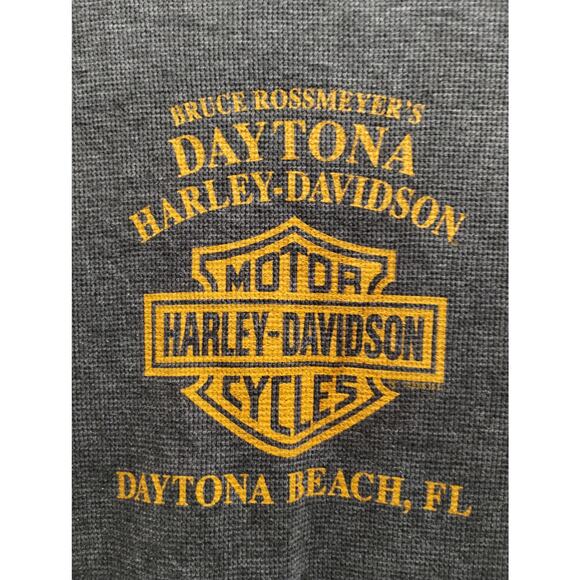 BRUCE ROSSMEYER'S
DAYTONA
HARLEY-DAVIDSON
MOTOR
HARLEY-DAVIDSON
CYCLES
DAYTONA BEACH, FL